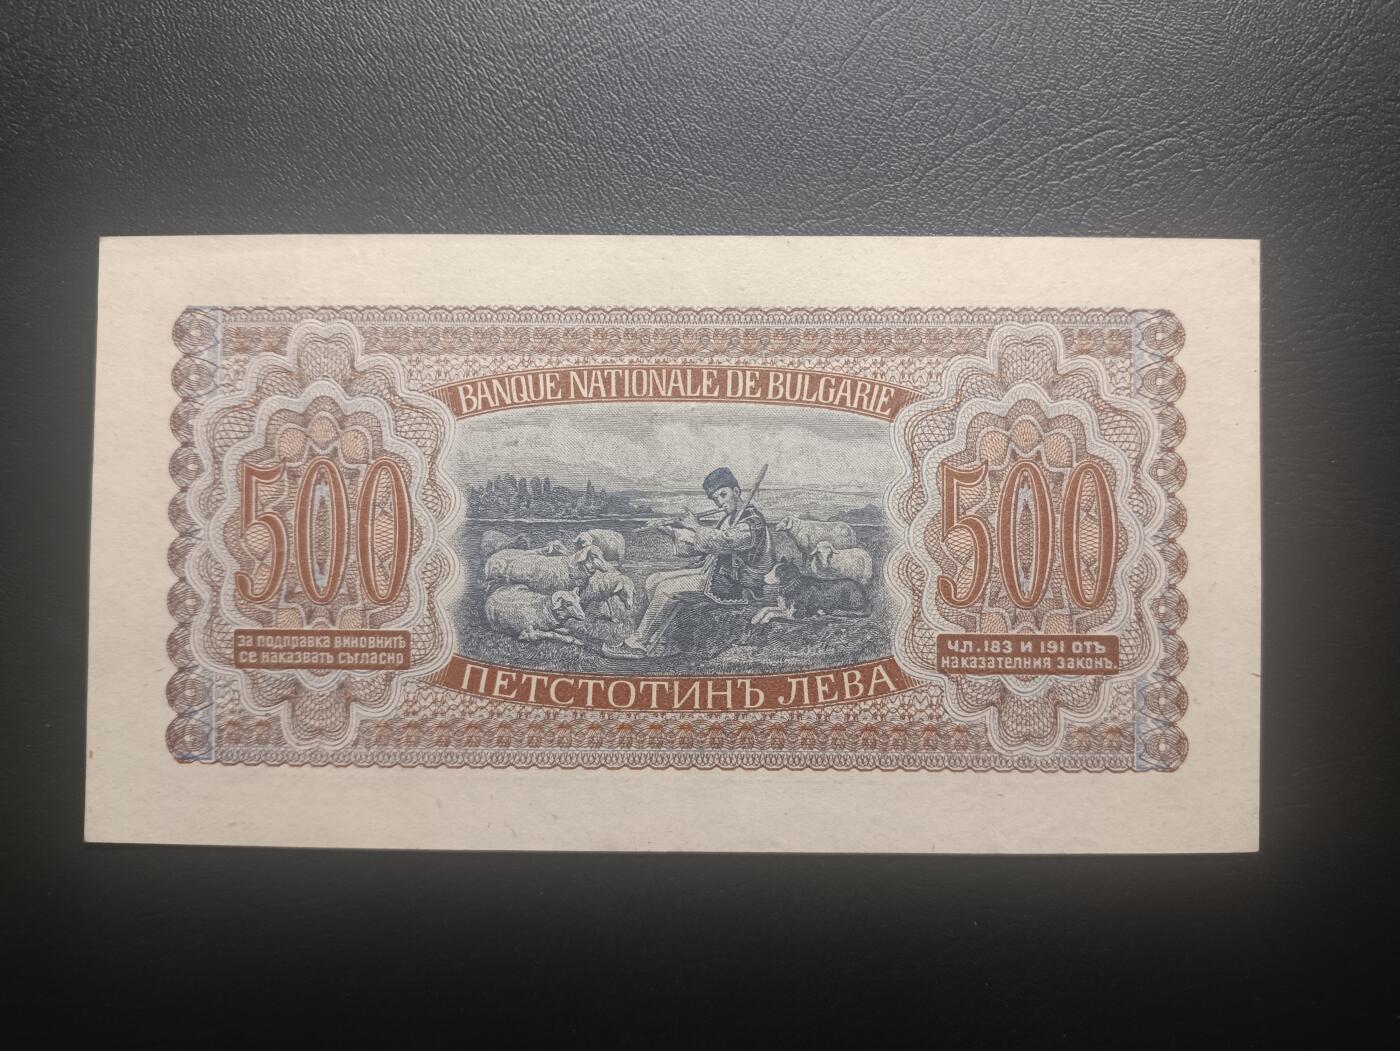 BANQUE NATIONALE DE BULGARIE
500
500
ЗА ПОДПРАВКА ВИНОВНИТѢ
СЕ НАКАЗВАТЪ СЪГЛАСНО
ЧЛ. 183 И 191 ОТЪ
НАКАЗАТЕЛНИЯ ЗАКОНЪ.
ПЕТСТОТИНЪ ЛЕВА